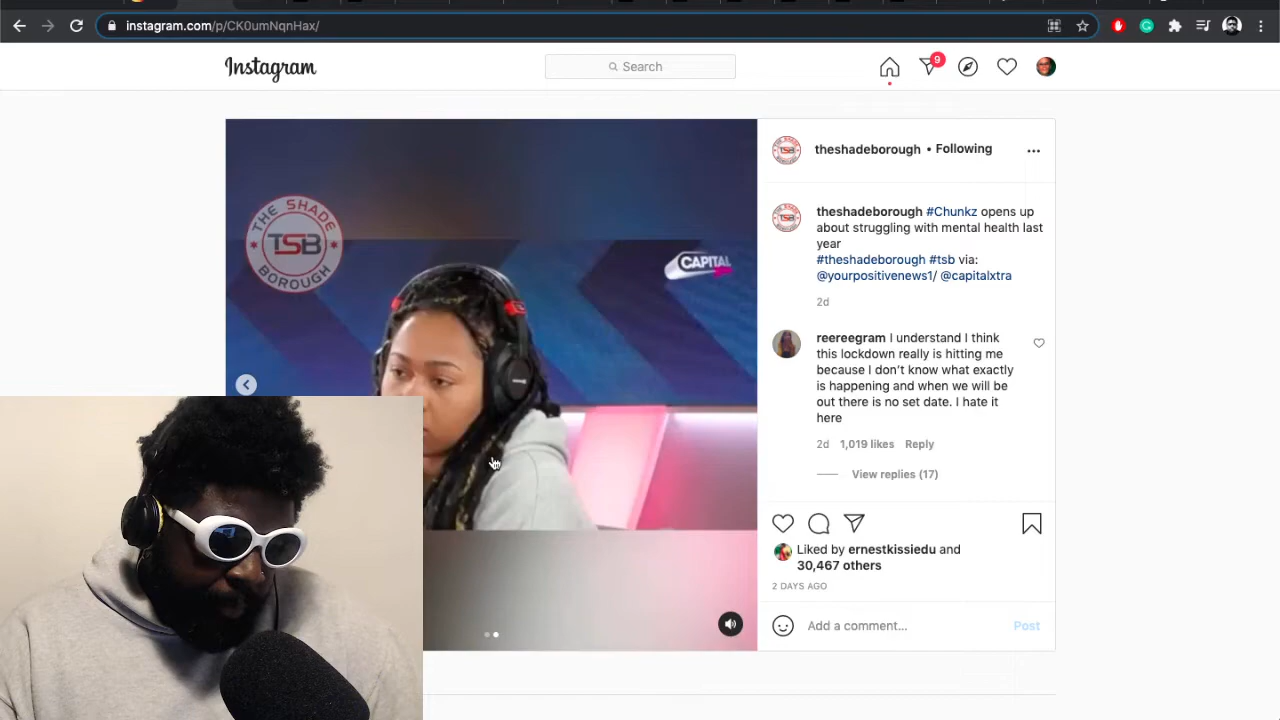 instagram.com/p/CK0umNqnHax/
Instagram
Search
9
THE SHADE
TSB
BOROUGH
CAPITAL
theshadeborough • Following
theshadeborough #Chunkz opens up
about struggling with mental health last
year
#theshadeborough #tsb via:
@yourpositivenews1/ @capitalxtra
2d
reereegram I understand I think
this lockdown really is hitting me
because I don't know what exactly
is happening and when we will be
out there is no set date. I hate it
here
2d 1,019 likes Reply
View replies (17)
Liked by ernestkissiedu and
30,467 others
2 DAYS AGO
Add a comment... Post